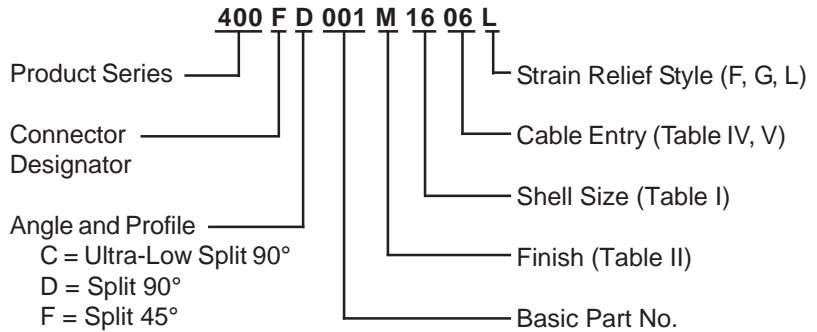 400 F D 001 M 16 06 L
Product Series
Connector
Designator
Angle and Profile
C = Ultra-Low Split 90°
D = Split 90°
F = Split 45°
Strain Relief Style (F, G, L)
Cable Entry (Table IV, V)
Shell Size (Table I)
Finish (Table II)
Basic Part No.